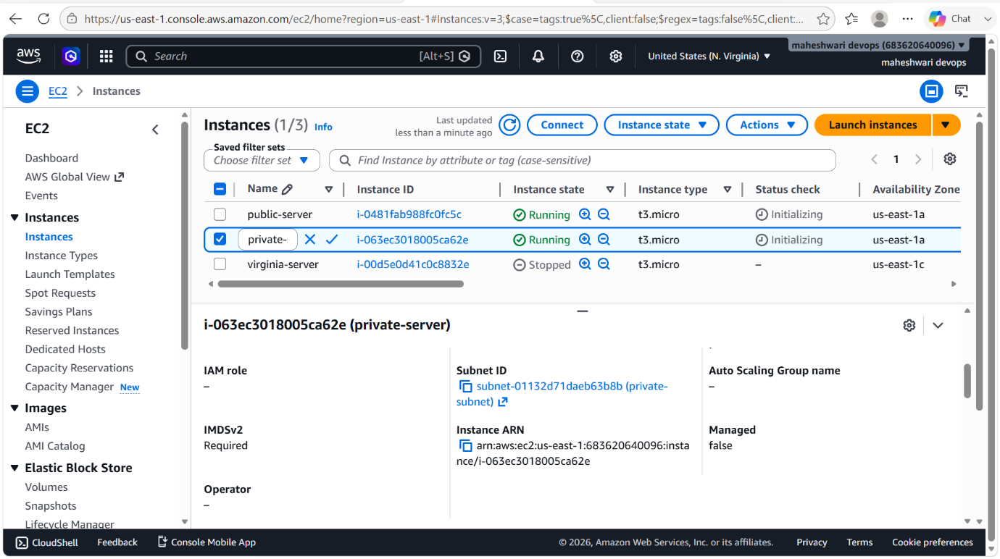 https://us-east-1.console.aws.amazon.com/ec2/home?region=us-east-1#Instances:v=3;$case=tags:true%5C,client:false;$regex=tags:false%5C,client:...
Chat
aws
Search
[Alt+S]
United States (N. Virginia) ▼
maheshwari devops (683620640096) ▼
maheshwari devops
EC2
Instances
EC2
Dashboard
AWS Global View
Events
Instances
Instances
Instance Types
Launch Templates
Spot Requests
Savings Plans
Reserved Instances
Dedicated Hosts
Capacity Reservations
Capacity Manager New
Images
AMIs
AMI Catalog
Elastic Block Store
Volumes
Snapshots
Lifecycle Manager
Instances (1/3) Info
Last updated
less than a minute ago
Connect
Instance state
Actions
Launch instances
Saved filter sets
Choose filter set
Find Instance by attribute or tag (case-sensitive)
1
Name Instance ID Instance state Instance type Status check Availability Zone
public-server i-0481fab988fc0fc5c Running t3.micro Initializing us-east-1a
private- i-063ec3018005ca62e Running t3.micro Initializing us-east-1a
virginia-server i-00d5e0d41c0c8832e Stopped t3.micro – us-east-1c
i-063ec3018005ca62e (private-server)
IAM role
–
Subnet ID
subnet-01132d71daeb63b8b (private-
subnet)
Auto Scaling Group name
–
IMDSv2
Required
Instance ARN
arn:aws:ec2:us-east-1:683620640096:insta
nce/i-063ec3018005ca62e
Managed
false
Operator
–
CloudShell
Feedback
Console Mobile App
© 2026, Amazon Web Services, Inc. or its affiliates.
Privacy
Terms
Cookie preferences